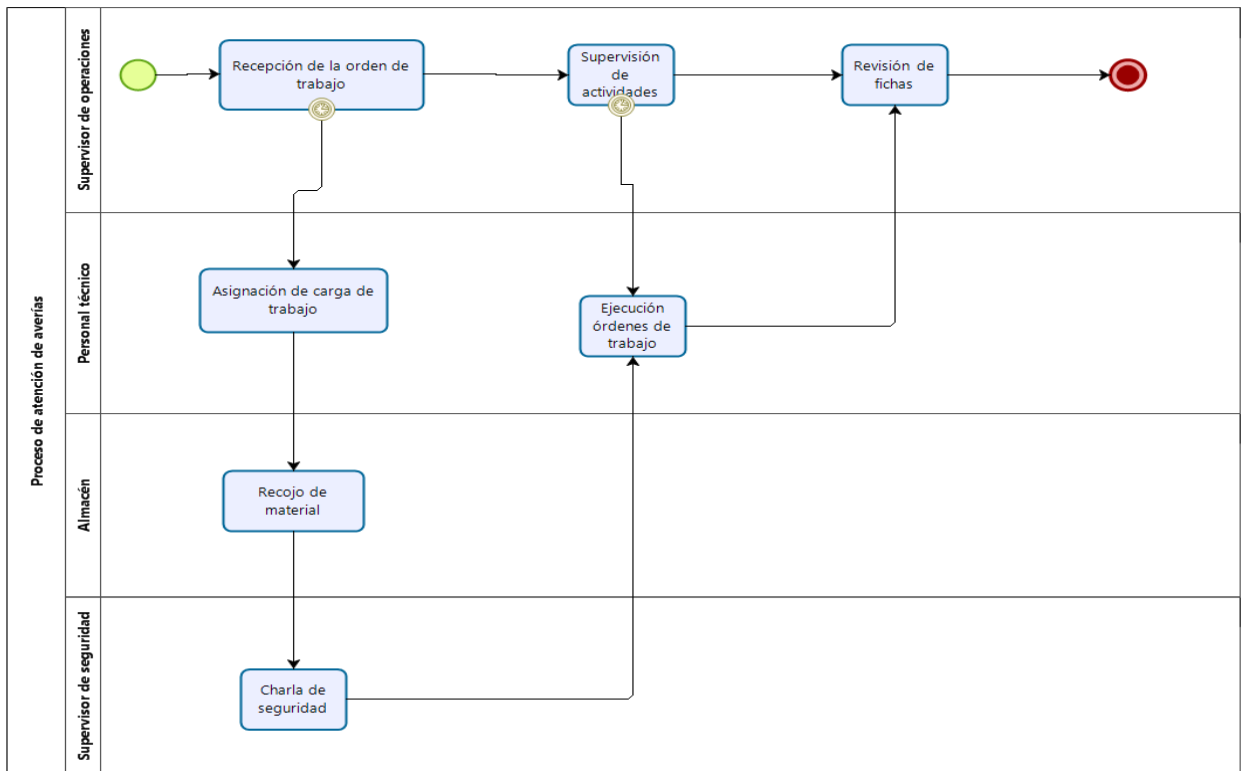 Proceso de atención de averías
Supervisor de operaciones
Recepción de la orden de
trabajo
Supervisión
de
actividades
Revisión de
fichas
Personal técnico
Asignación de carga de
trabajo
Ejecución
órdenes de
trabajo
Almacén
Recojo de
material
Supervisor de seguridad
Charla de
seguridad